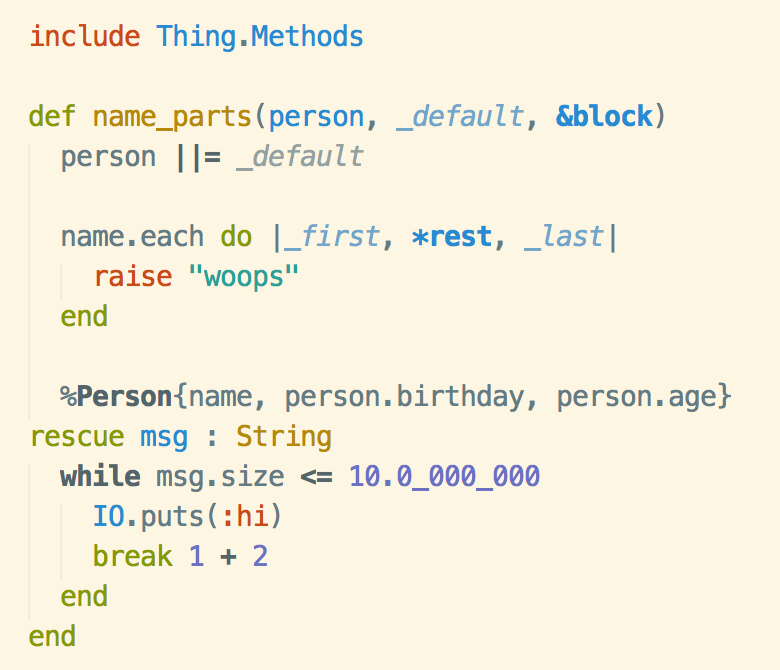 include Thing.Methods

def name_parts(person, _default, &block)
  person ||= _default

  name.each do |_first, *rest, _last|
    raise "woops"
  end

  %Person{name, person.birthday, person.age}
rescue msg : String
  while msg.size <= 10.0_000_000
    IO.puts(:hi)
    break 1 + 2
  end
end